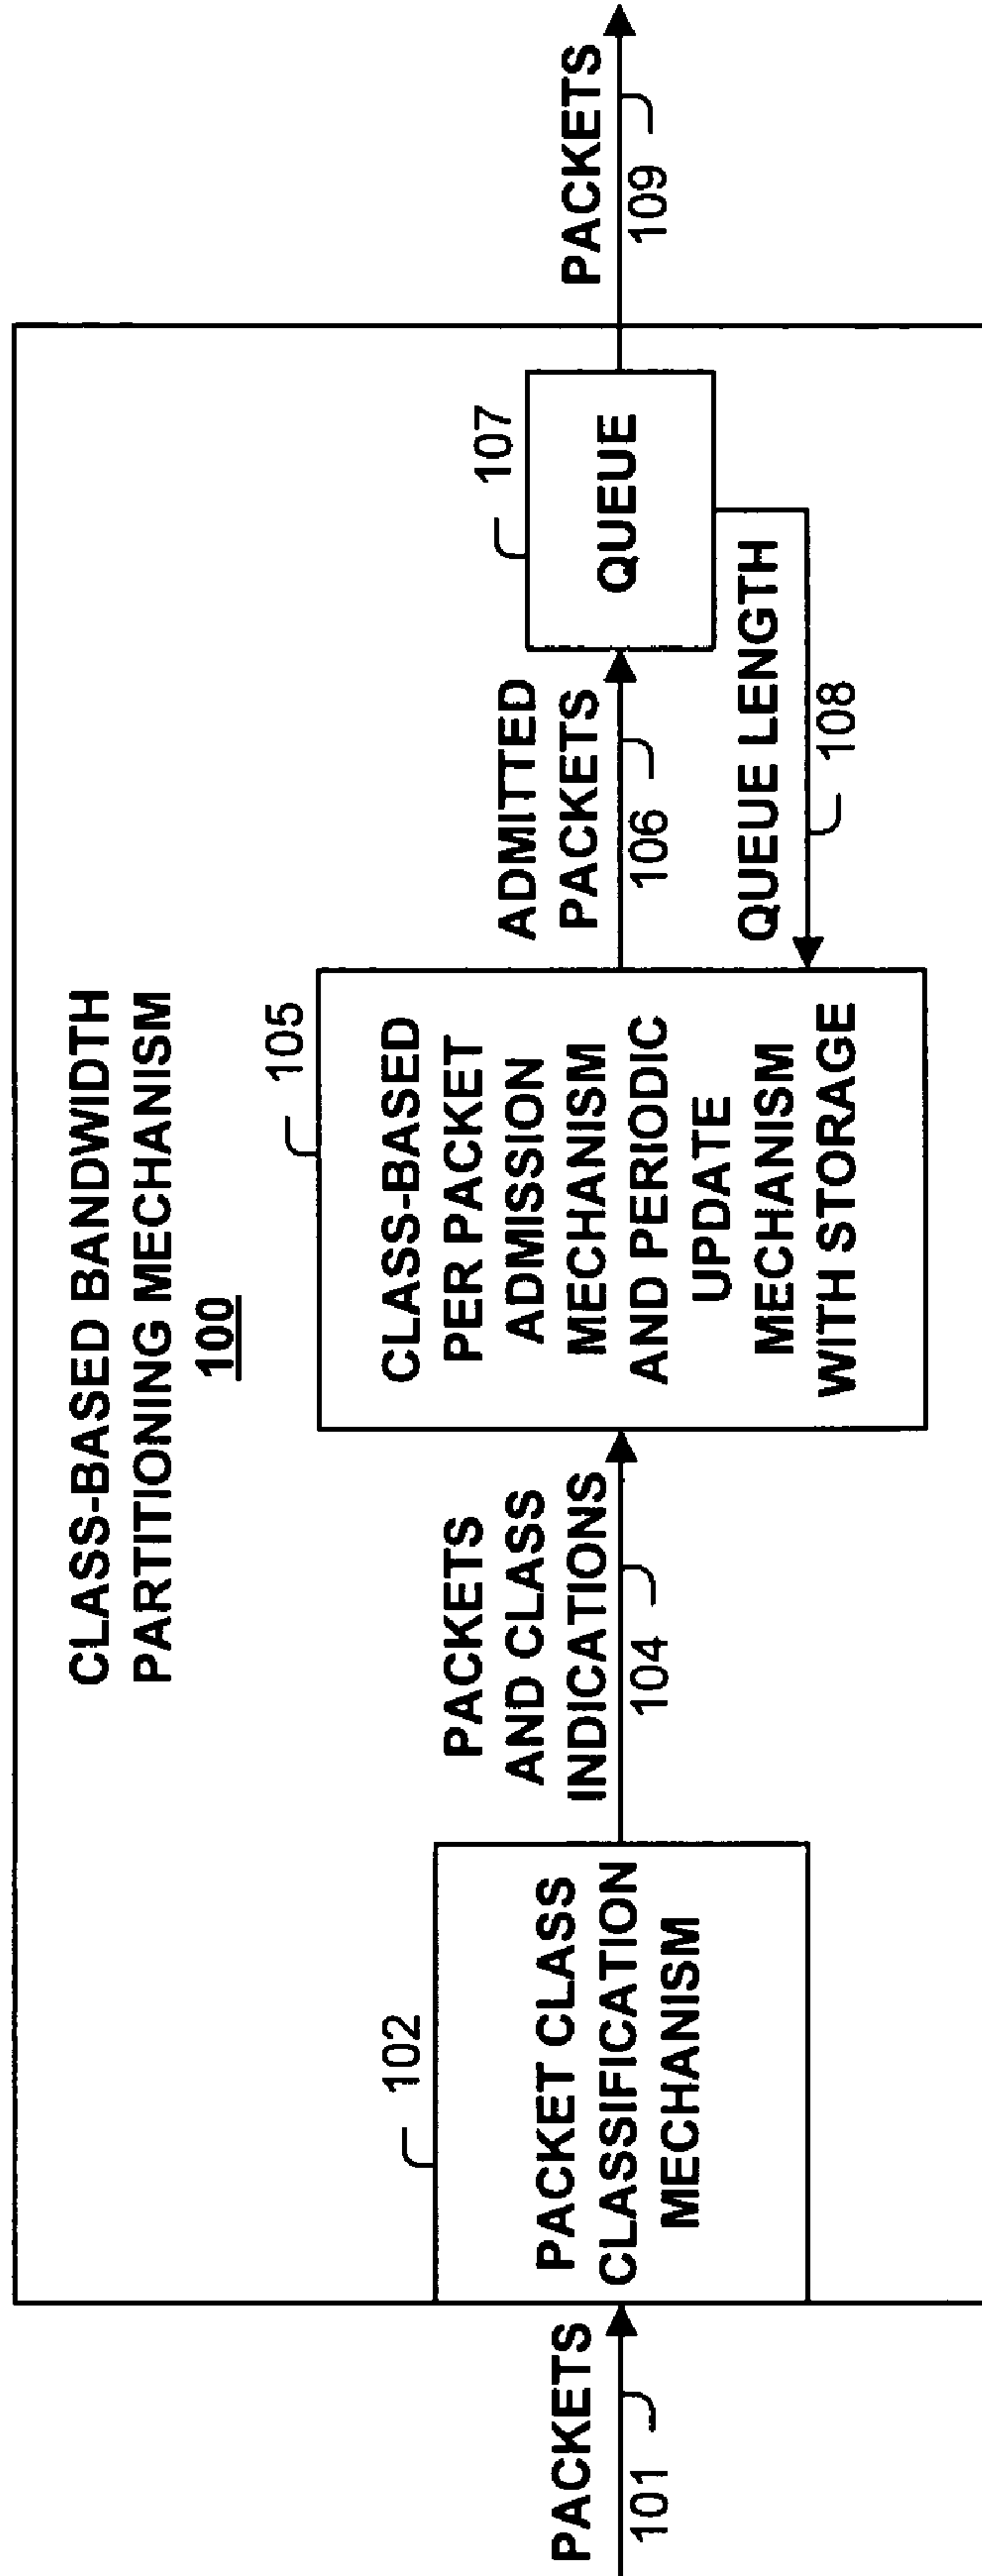 CLASS-BASED BANDWIDTH
PARTITIONING MECHANISM
100
PACKETS
101
102
PACKET CLASS
CLASSIFICATION
MECHANISM
PACKETS
AND CLASS
INDICATIONS
104
105
CLASS-BASED
PER PACKET
ADMISSION
MECHANISM
AND PERIODIC
UPDATE
MECHANISM
WITH STORAGE
ADMITTED
PACKETS
106
107
QUEUE
QUEUE LENGTH
108
PACKETS
109